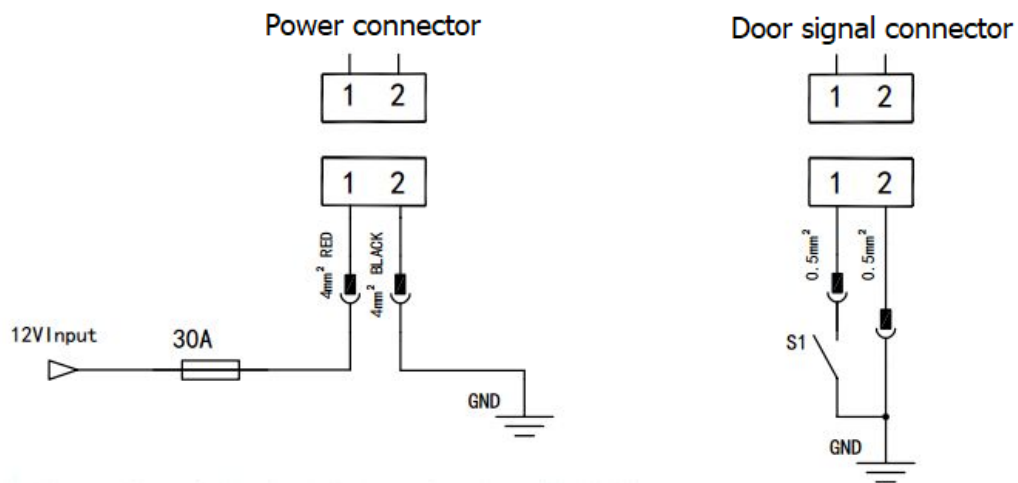 Power connector
1 2
1 2
4mm² RED
4mm² BLACK
12VInput
30A
GND
Door signal connector
1 2
1 2
0.5mm²
0.5mm²
S1
GND